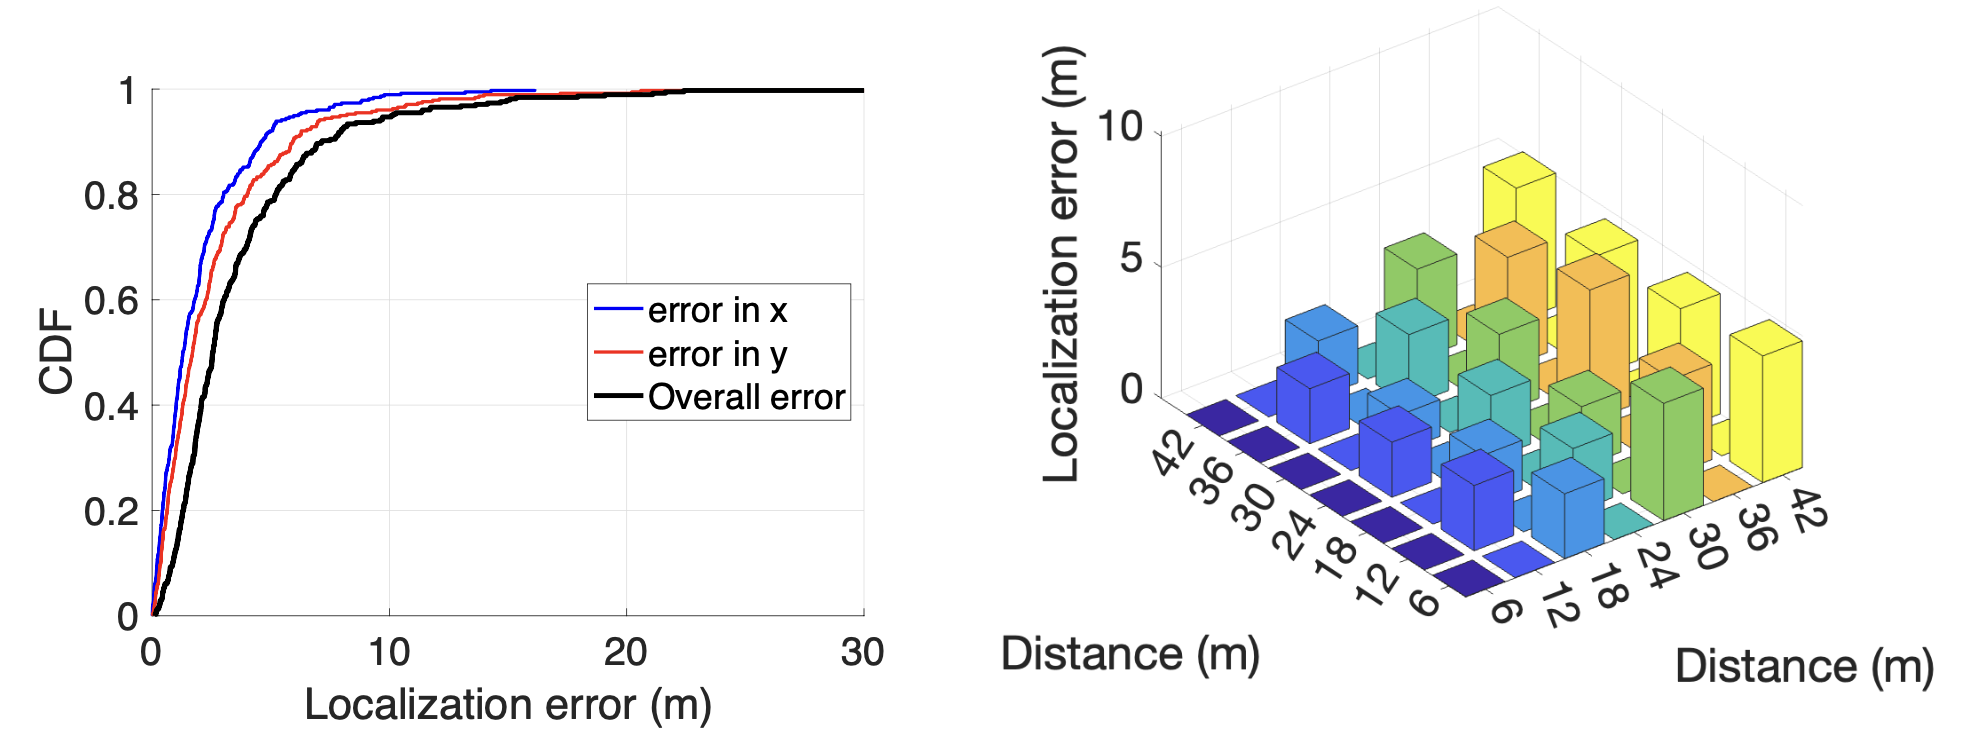 1
0.8
0.6
0.4
0.2
0
CDF
0 10 20 30
Localization error (m)
error in x
error in y
Overall error
10
5
0
Localization error (m)
42 36 30 24 18 12 6
6 12 18 24 30 36 42
Distance (m)
Distance (m)